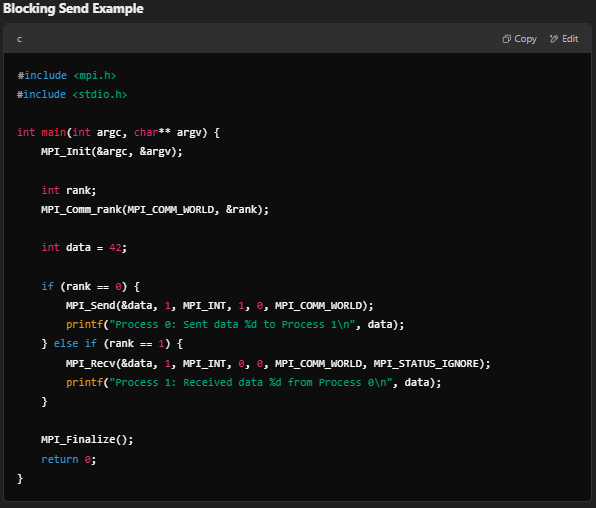 Blocking Send Example
c
Copy Edit
#include <mpi.h>
#include <stdio.h>
int main(int argc, char** argv) {
MPI_Init(&argc, &argv);
int rank;
MPI_Comm_rank(MPI_COMM_WORLD, &rank);
int data = 42;
if (rank == 0) {
MPI_Send(&data, 1, MPI_INT, 1, 0, MPI_COMM_WORLD);
printf("Process 0: Sent data %d to Process 1\n", data);
} else if (rank == 1) {
MPI_Recv(&data, 1, MPI_INT, 0, 0, MPI_COMM_WORLD, MPI_STATUS_IGNORE);
printf("Process 1: Received data %d from Process 0\n", data);
}
MPI_Finalize();
return 0;
}